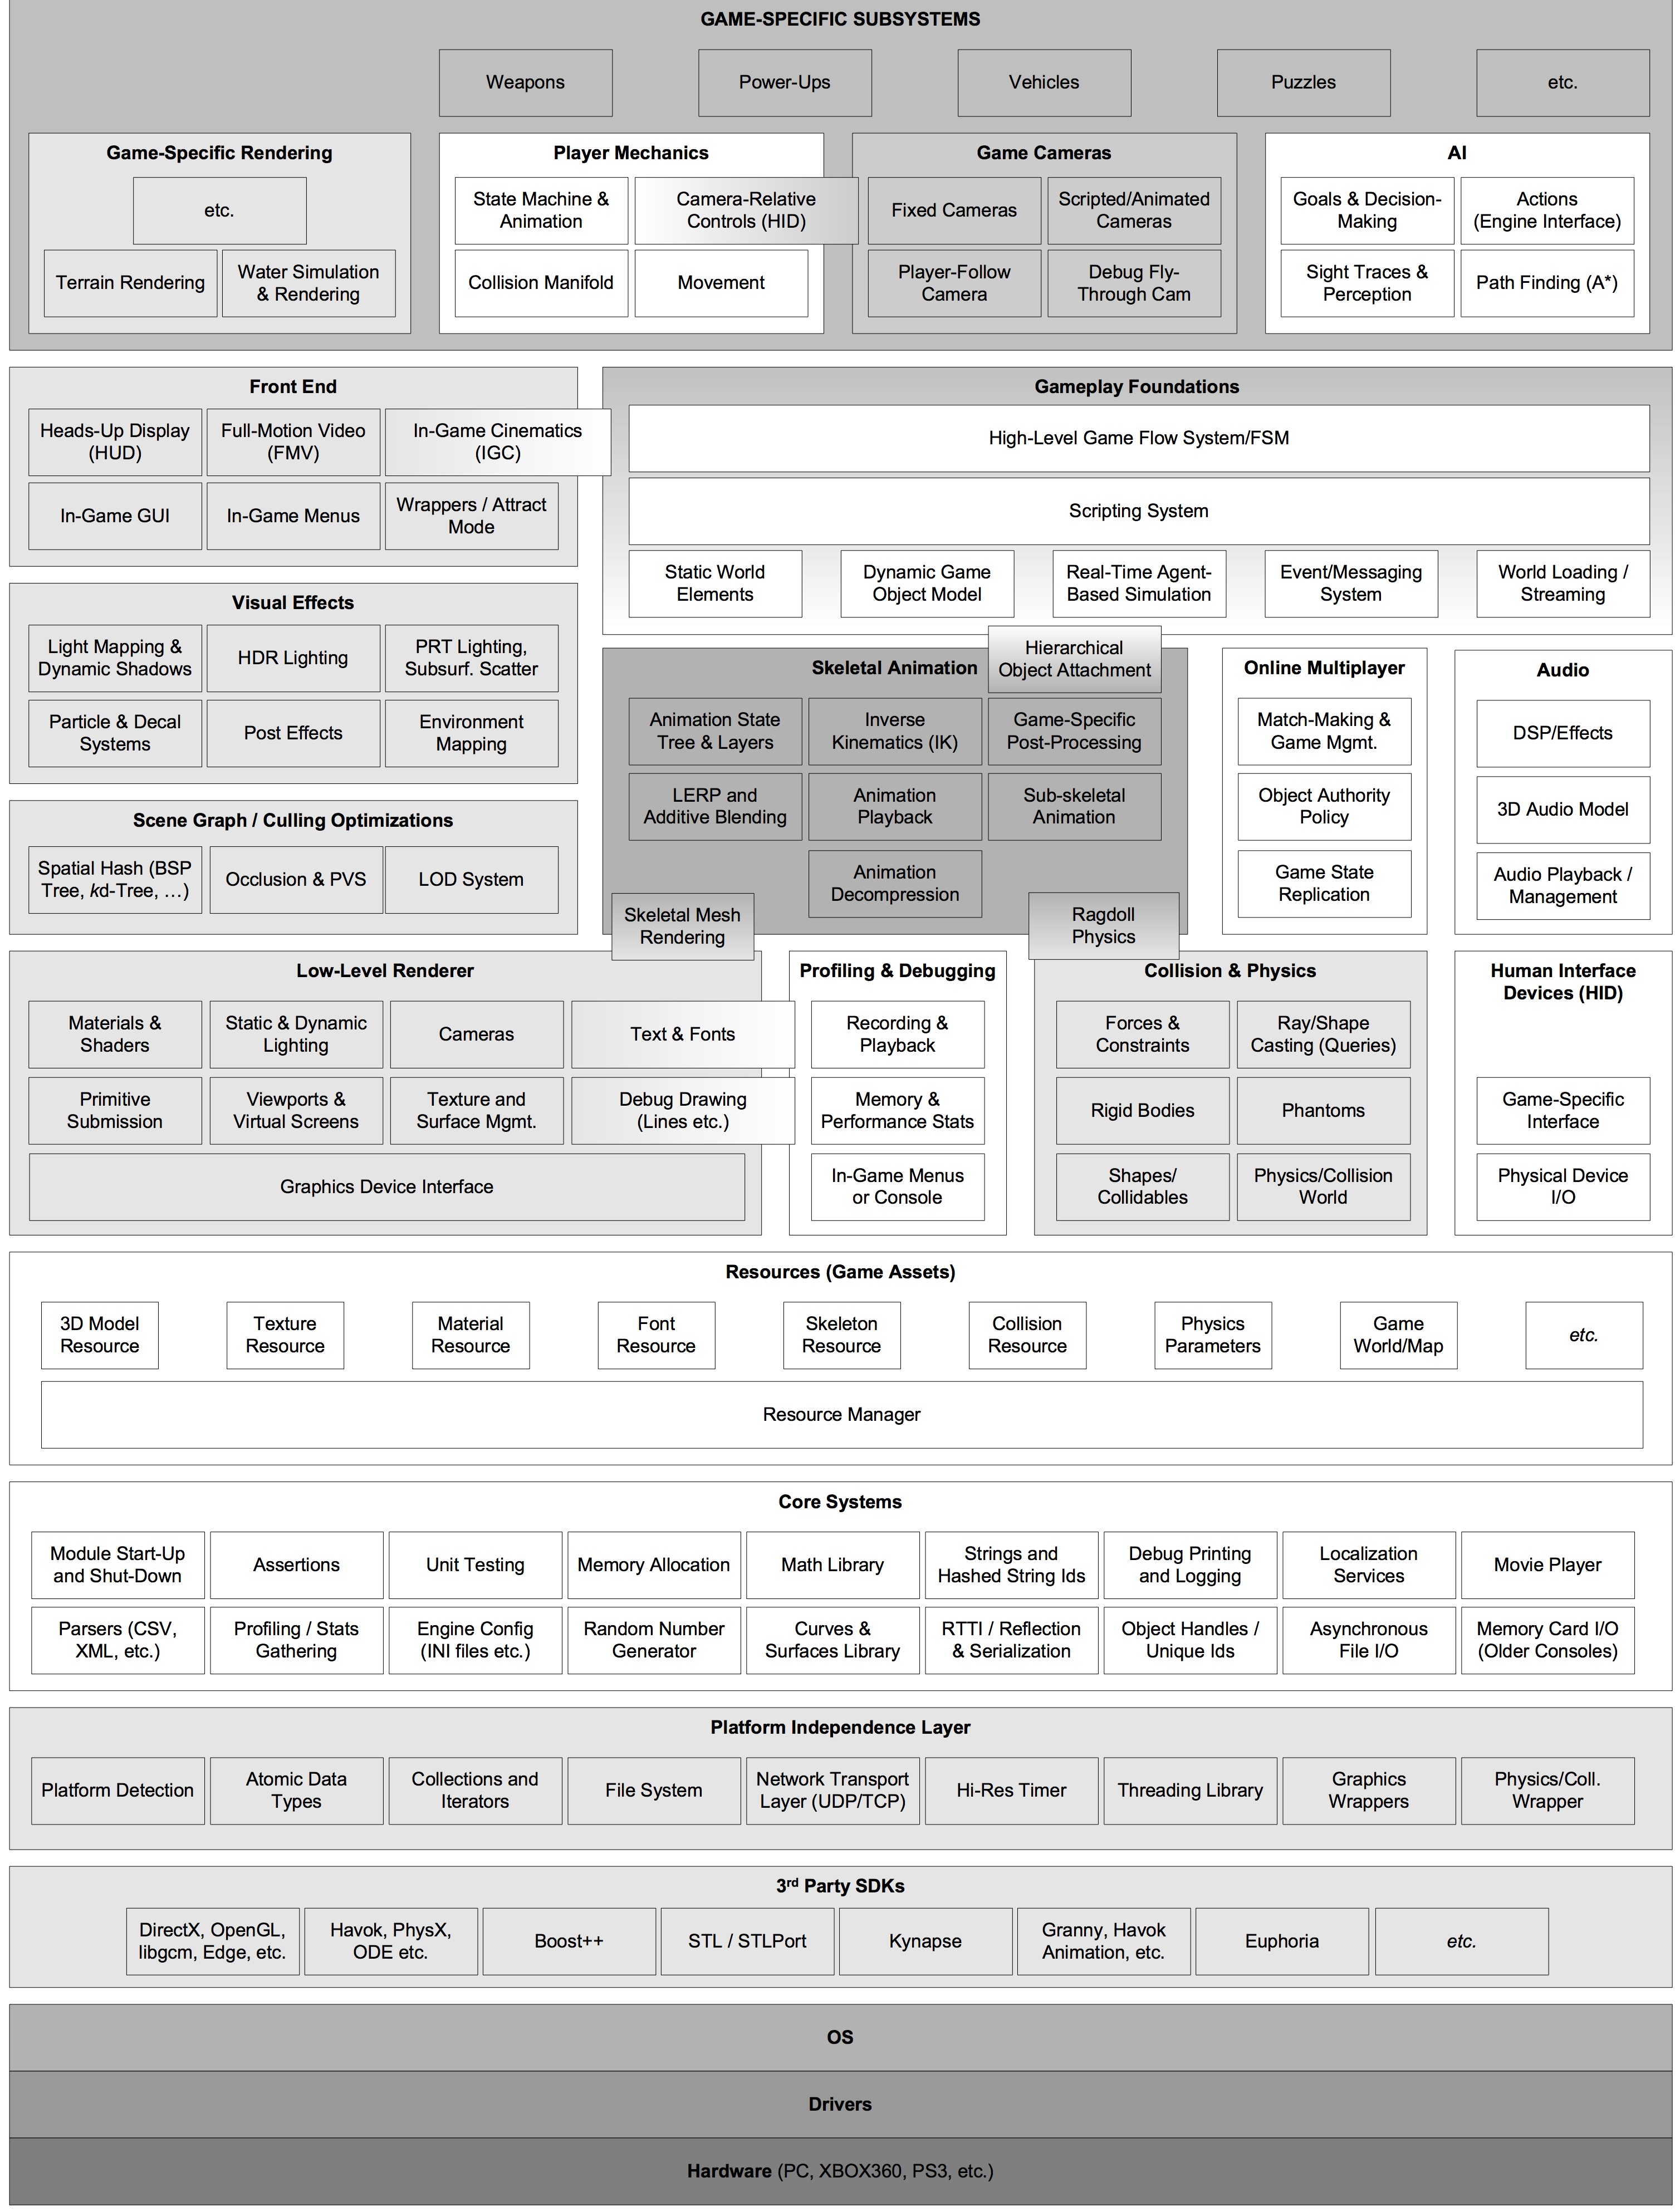 GAME-SPECIFIC SUBSYSTEMS
Weapons
Power-Ups
Vehicles
Puzzles
etc.
Game-Specific Rendering
etc.
Terrain Rendering
Water Simulation
& Rendering
Player Mechanics
State Machine &
Animation
Camera-Relative
Controls (HID)
Collision Manifold
Movement
Game Cameras
Fixed Cameras
Scripted/Animated
Cameras
Player-Follow
Camera
Debug Fly-
Through Cam
AI
Goals & Decision-
Making
Actions
(Engine Interface)
Sight Traces &
Perception
Path Finding (A*)
Front End
Heads-Up Display
(HUD)
Full-Motion Video
(FMV)
In-Game Cinematics
(IGC)
In-Game GUI
In-Game Menus
Wrappers / Attract
Mode
Gameplay Foundations
High-Level Game Flow System/FSM
Scripting System
Static World
Elements
Dynamic Game
Object Model
Real-Time Agent-
Based Simulation
Event/Messaging
System
World Loading /
Streaming
Visual Effects
Light Mapping &
Dynamic Shadows
HDR Lighting
PRT Lighting,
Subsurf. Scatter
Particle & Decal
Systems
Post Effects
Environment
Mapping
Skeletal Animation
Hierarchical
Object Attachment
Animation State
Tree & Layers
Inverse
Kinematics (IK)
Game-Specific
Post-Processing
LERP and
Additive Blending
Animation
Playback
Sub-skeletal
Animation
Animation
Decompression
Online Multiplayer
Match-Making &
Game Mgmt.
Object Authority
Policy
Game State
Replication
Audio
DSP/Effects
3D Audio Model
Audio Playback /
Management
Scene Graph / Culling Optimizations
Spatial Hash (BSP
Tree, kd-Tree, …)
Occlusion & PVS
LOD System
Skeletal Mesh
Rendering
Ragdoll
Physics
Low-Level Renderer
Materials &
Shaders
Static & Dynamic
Lighting
Cameras
Text & Fonts
Primitive
Submission
Viewports &
Virtual Screens
Texture and
Surface Mgmt.
Debug Drawing
(Lines etc.)
Graphics Device Interface
Profiling & Debugging
Recording &
Playback
Memory &
Performance Stats
In-Game Menus
or Console
Collision & Physics
Forces &
Constraints
Ray/Shape
Casting (Queries)
Rigid Bodies
Phantoms
Shapes/
Collidables
Physics/Collision
World
Human Interface
Devices (HID)
Game-Specific
Interface
Physical Device
I/O
Resources (Game Assets)
3D Model
Resource
Texture
Resource
Material
Resource
Font
Resource
Skeleton
Resource
Collision
Resource
Physics
Parameters
Game
World/Map
etc.
Resource Manager
Core Systems
Module Start-Up
and Shut-Down
Assertions
Unit Testing
Memory Allocation
Math Library
Strings and
Hashed String Ids
Debug Printing
and Logging
Localization
Services
Movie Player
Parsers (CSV,
XML, etc.)
Profiling / Stats
Gathering
Engine Config
(INI files etc.)
Random Number
Generator
Curves &
Surfaces Library
RTTI / Reflection
& Serialization
Object Handles /
Unique Ids
Asynchronous
File I/O
Memory Card I/O
(Older Consoles)
Platform Independence Layer
Platform Detection
Atomic Data
Types
Collections and
Iterators
File System
Network Transport
Layer (UDP/TCP)
Hi-Res Timer
Threading Library
Graphics
Wrappers
Physics/Coll.
Wrapper
3rd Party SDKs
DirectX, OpenGL,
libgcm, Edge, etc.
Havok, PhysX,
ODE etc.
Boost++
STL / STLPort
Kynapse
Granny, Havok
Animation, etc.
Euphoria
etc.
OS
Drivers
Hardware (PC, XBOX360, PS3, etc.)